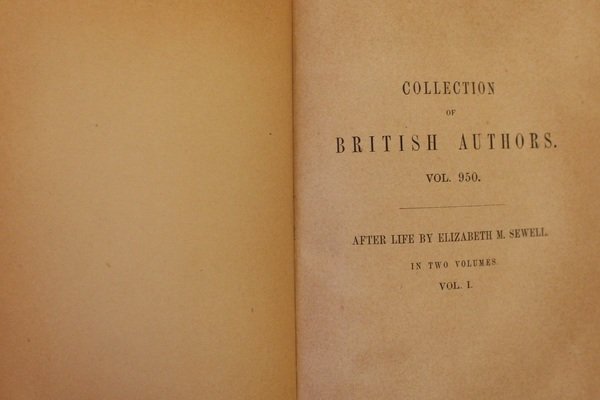 COLLECTION
OF
BRITISH AUTHORS.
VOL. 950.
AFTER LIFE BY ELIZABETH M. SEWELL.
IN TWO VOLUMES.
VOL. I.